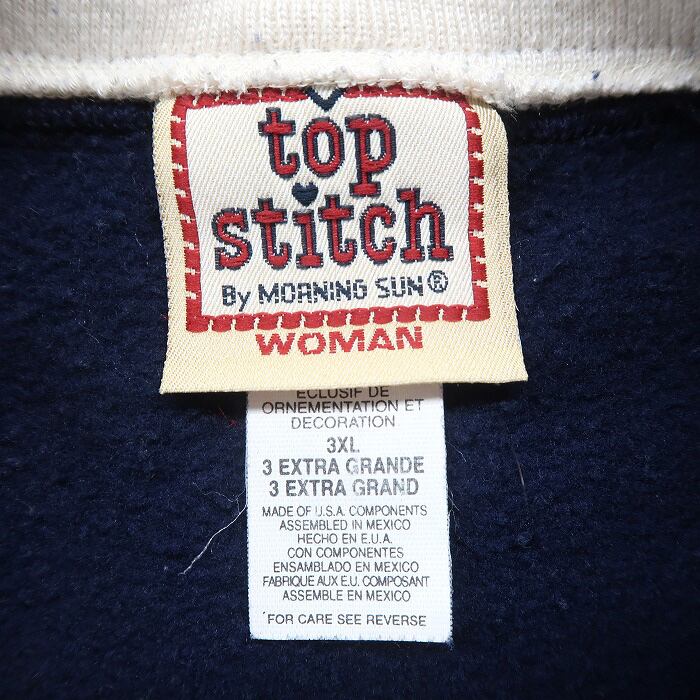 top
stitch
By MORNING SUN®
WOMAN
ECLUSIF DE
ORNEMENTATION ET
DECORATION
3XL
3 EXTRA GRANDE
3 EXTRA GRAND
MADE OF U.S.A. COMPONENTS
ASSEMBLED IN MEXICO
HECHO EN E.U.A.
CON COMPONENTES
ENSAMBLADO EN MEXICO
FABRIQUE AUX E.U. COMPOSANT
ASSEMBLE EN MEXICO
FOR CARE SEE REVERSE